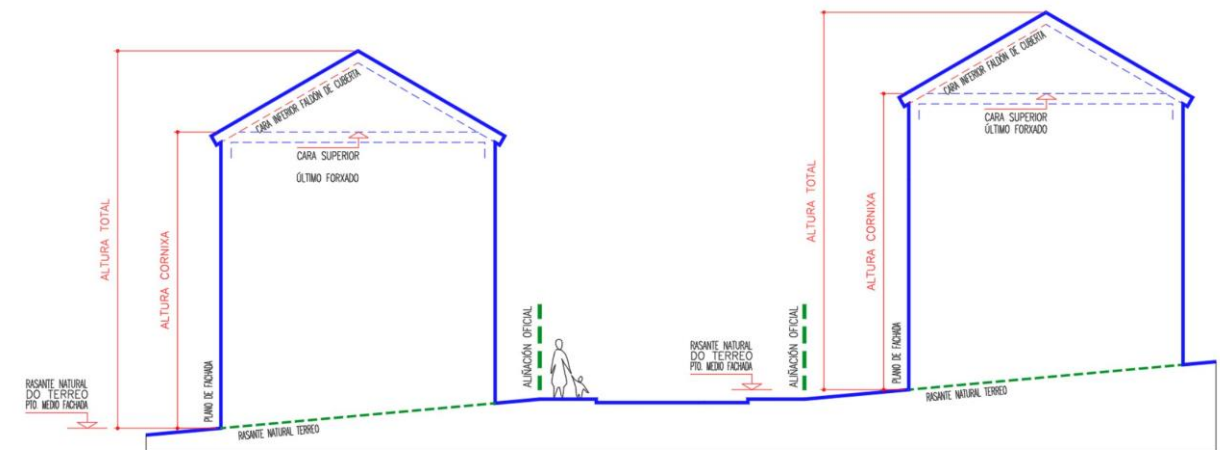 ALTURA TOTAL
ALTURA CORNIXA
CARA INFERIOR FALDÓN DE CUBERTA
CARA SUPERIOR
ÚLTIMO FORXADO
PLANO DE FACHADA
RASANTE NATURAL
DO TERREO
PTO. MEDIO FACHADA
RASANTE NATURAL TERREO
ALIÑACIÓN OFICIAL
RASANTE NATURAL
DO TERREO
PTO. MEDIO FACHADA
ALIÑACIÓN OFICIAL
ALTURA TOTAL
ALTURA CORNIXA
CARA INFERIOR FALDÓN DE CUBERTA
CARA SUPERIOR
ÚLTIMO FORXADO
PLANO DE FACHADA
RASANTE NATURAL TERREO